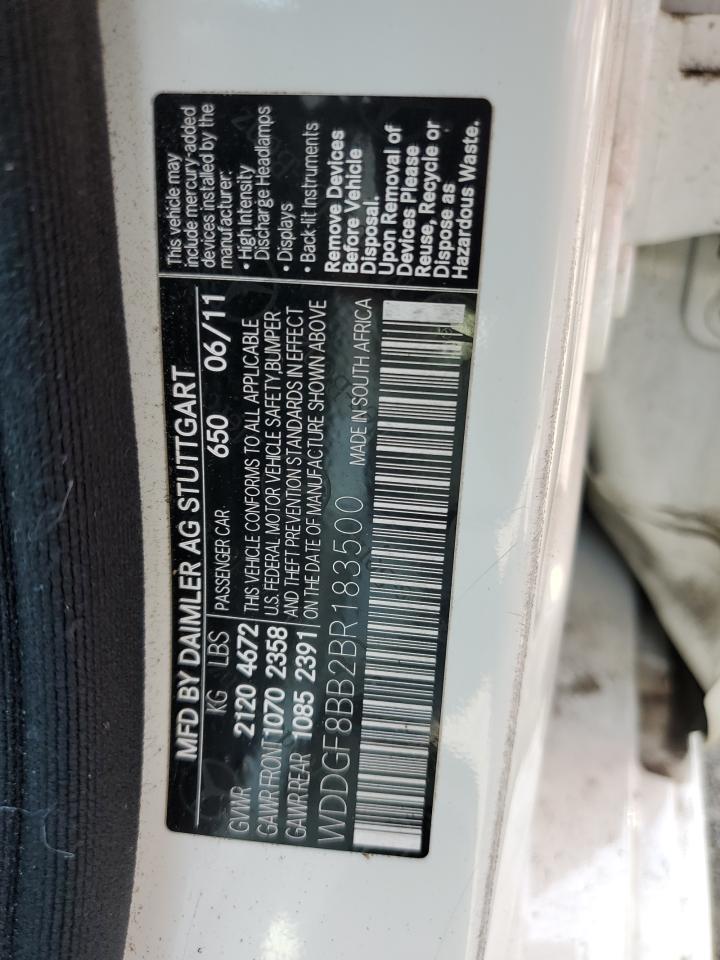 MFD BY DAIMLER AG STUTTGART
KG LBS PASSENGER CAR 650 06/11
GVWR 2120 4672 THIS VEHICLE CONFORMS TO ALL APPLICABLE
GAWR FRONT 1070 2358 U.S. FEDERAL MOTOR VEHICLE SAFETY, BUMPER
GAWR REAR 1085 2391 AND THEFT PREVENTION STANDARDS IN EFFECT
ON THE DATE OF MANUFACTURE SHOWN ABOVE
WDDGF8BB2BR183500 MADE IN SOUTH AFRICA
This vehicle may
include mercury-added
devices installed by the
manufacturer:
• High Intensity
Discharge Headlamps
• Displays
• Back-lit Instruments
Remove Devices
Before Vehicle
Disposal.
Upon Removal of
Devices Please
Reuse, Recycle or
Dispose as
Hazardous Waste.